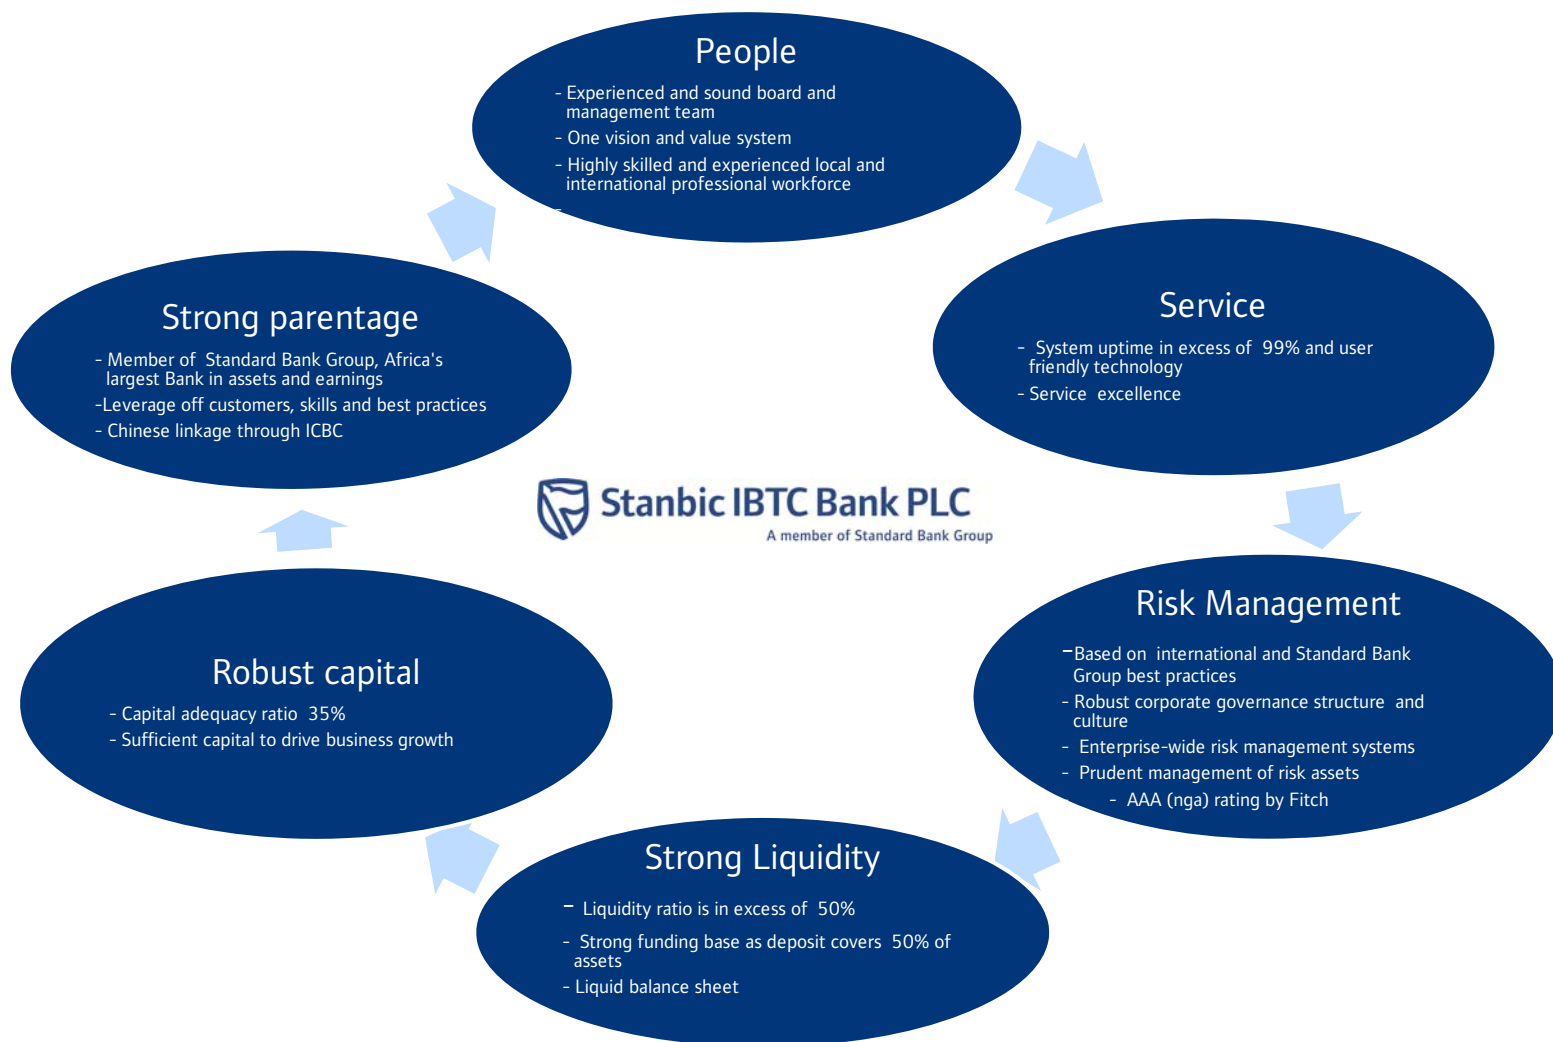 People
- Experienced and sound board and
management team
- One vision and value system
- Highly skilled and experienced local and
international professional workforce
-
Service
- System uptime in excess of 99% and user
friendly technology
- Service excellence
Risk Management
-Based on international and Standard Bank
Group best practices
- Robust corporate governance structure and
culture
- Enterprise-wide risk management systems
- Prudent management of risk assets
- AAA (nga) rating by Fitch
Strong Liquidity
- Liquidity ratio is in excess of 50%
- Strong funding base as deposit covers 50% of
assets
- Liquid balance sheet
Robust capital
- Capital adequacy ratio 35%
- Sufficient capital to drive business growth
Strong parentage
- Member of Standard Bank Group, Africa's
largest Bank in assets and earnings
-Leverage off customers, skills and best practices
- Chinese linkage through ICBC
Stanbic IBTC Bank PLC
A member of Standard Bank Group